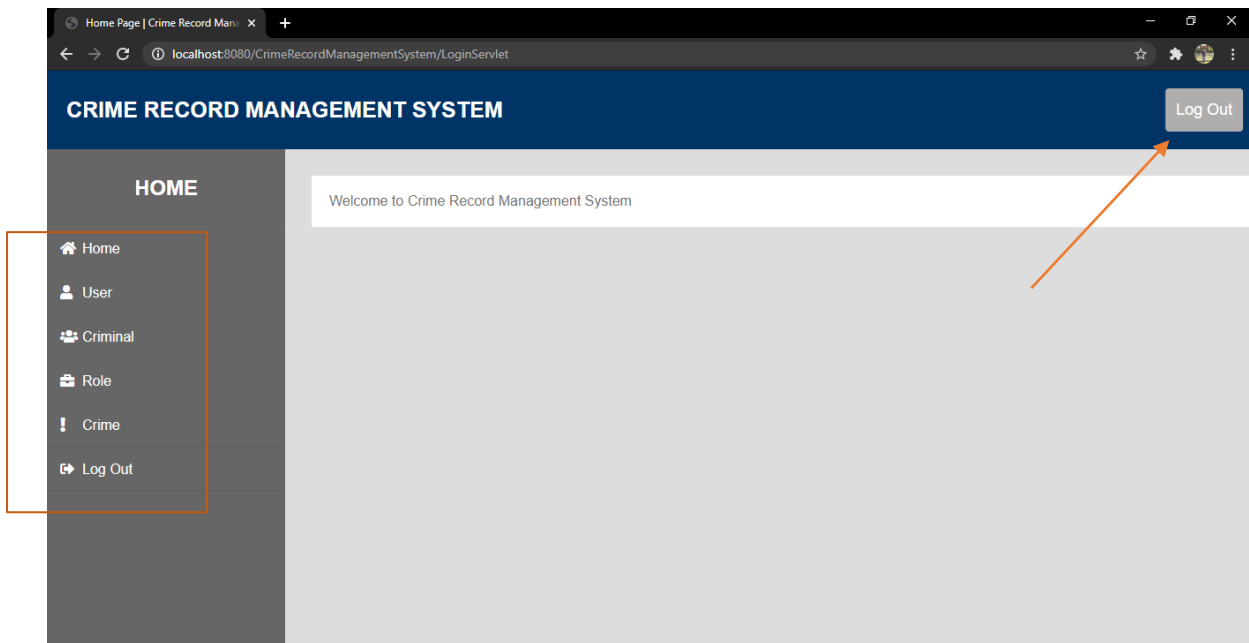 Home Page | Crime Record Mana
localhost:8080/CrimeRecordManagementSystem/LoginServlet
CRIME RECORD MANAGEMENT SYSTEM
Log Out
HOME
Welcome to Crime Record Management System
Home
User
Criminal
Role
Crime
Log Out